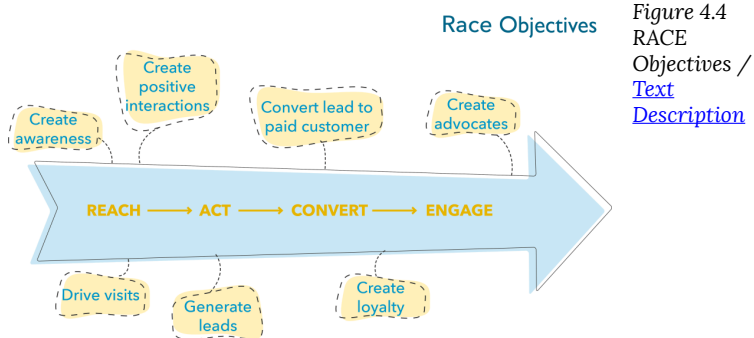 Race Objectives
Create
positive
interactions
Create
awareness
Convert lead to
paid customer
Create
advocates
REACH → ACT → CONVERT → ENGAGE
Drive visits
Generate
leads
Create
loyalty
Figure 4.4
RACE
Objectives /
Text
Description